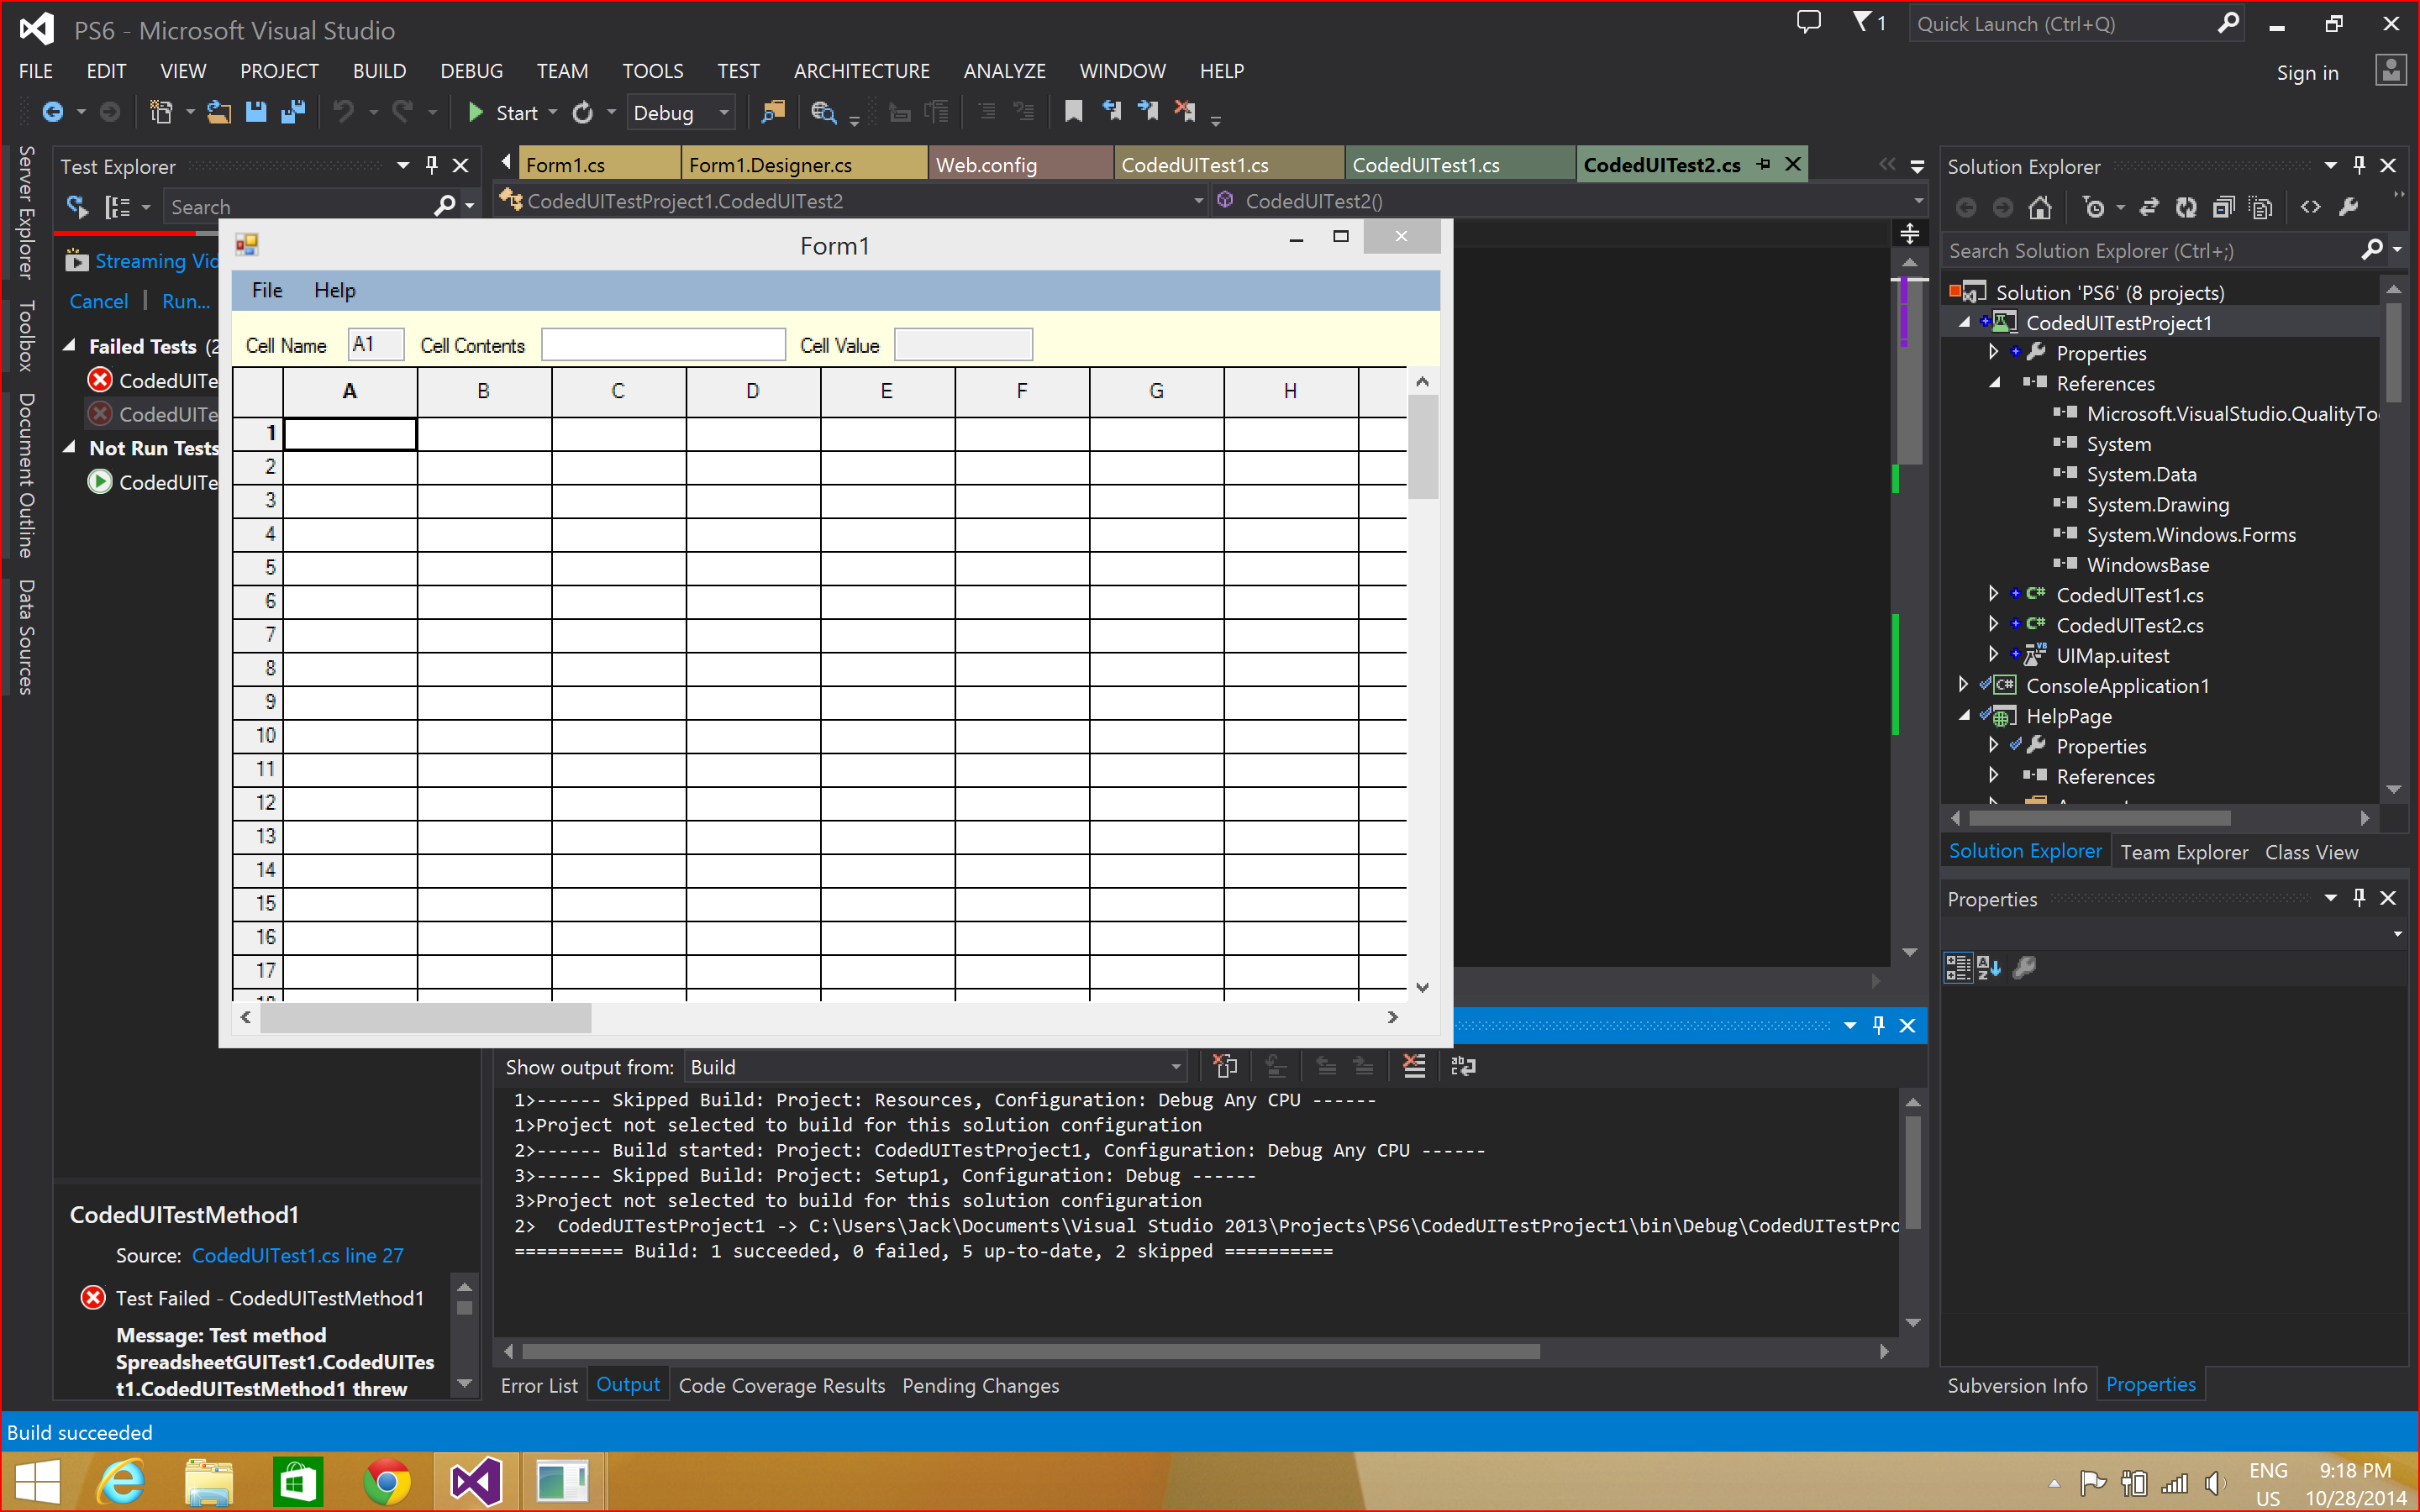 PS6 - Microsoft Visual Studio
1
Quick Launch (Ctrl+Q)
FILE EDIT VIEW PROJECT BUILD DEBUG TEAM TOOLS TEST ARCHITECTURE ANALYZE WINDOW HELP
Sign in
Start
Debug
Server Explorer
Toolbox
Document Outline
Data Sources
Test Explorer
Search
Streaming Vid
Cancel | Run...
Failed Tests (2
CodedUITe
CodedUITe
Not Run Tests
CodedUITe
CodedUITestMethod1
Source: CodedUITest1.cs line 27
Test Failed - CodedUITestMethod1
Message: Test method
SpreadsheetGUITest1.CodedUITes
t1.CodedUITestMethod1 threw
Form1.cs Form1.Designer.cs Web.config CodedUITest1.cs CodedUITest1.cs CodedUITest2.cs
CodedUITestProject1.CodedUITest2
CodedUITest2()
Form1
File Help
Cell Name A1 Cell Contents Cell Value
A B C D E F G H
1
2
3
4
5
6
7
8
9
10
11
12
13
14
15
16
17
18
Show output from: Build
1>------ Skipped Build: Project: Resources, Configuration: Debug Any CPU ------
1>Project not selected to build for this solution configuration
2>------ Build started: Project: CodedUITestProject1, Configuration: Debug Any CPU ------
3>------ Skipped Build: Project: Setup1, Configuration: Debug ------
3>Project not selected to build for this solution configuration
2>  CodedUITestProject1 -> C:\Users\Jack\Documents\Visual Studio 2013\Projects\PS6\CodedUITestProject1\bin\Debug\CodedUITestPro
========== Build: 1 succeeded, 0 failed, 5 up-to-date, 2 skipped ==========
Error List Output Code Coverage Results Pending Changes
Solution Explorer
Search Solution Explorer (Ctrl+;)
Solution 'PS6' (8 projects)
CodedUITestProject1
Properties
References
Microsoft.VisualStudio.QualityToo
System
System.Data
System.Drawing
System.Windows.Forms
WindowsBase
CodedUITest1.cs
CodedUITest2.cs
UIMap.uitest
ConsoleApplication1
HelpPage
Properties
References
Solution Explorer Team Explorer Class View
Properties
Subversion Info Properties
Build succeeded
ENG
US
9:18 PM
10/28/2014